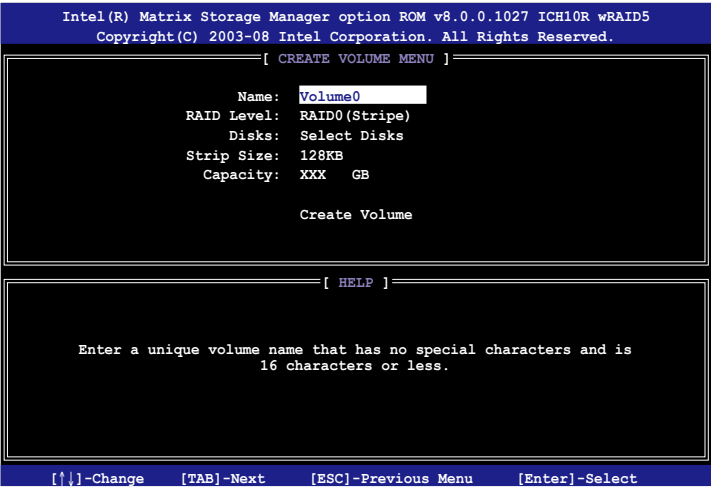 Intel(R) Matrix Storage Manager option ROM v8.0.0.1027 ICH10R wRAID5
Copyright(C) 2003-08 Intel Corporation. All Rights Reserved.
[ CREATE VOLUME MENU ]
Name: Volume0
RAID Level: RAID0(Stripe)
Disks: Select Disks
Strip Size: 128KB
Capacity: XXX GB
Create Volume
[ HELP ]
Enter a unique volume name that has no special characters and is
16 characters or less.
[↑↓]-Change [TAB]-Next [ESC]-Previous Menu [Enter]-Select